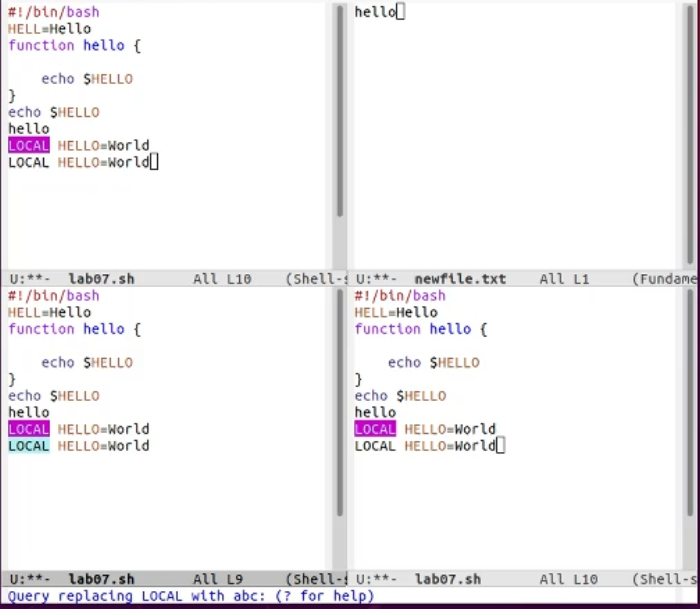 #!/bin/bash
HELL=Hello
function hello {
echo $HELLO
}
echo $HELLO
hello
LOCAL HELLO=World
LOCAL HELLO=World
U:**- lab07.sh All L10 (Shell-s
hello
U:**- newfile.txt All L1 (Fundame
#!/bin/bash
HELL=Hello
function hello {
echo $HELLO
}
echo $HELLO
hello
LOCAL HELLO=World
LOCAL HELLO=World
U:**- lab07.sh All L9 (Shell-s
#!/bin/bash
HELL=Hello
function hello {
echo $HELLO
}
echo $HELLO
hello
LOCAL HELLO=World
LOCAL HELLO=World
U:**- lab07.sh All L10 (Shell-s
Query replacing LOCAL with abc: (? for help)